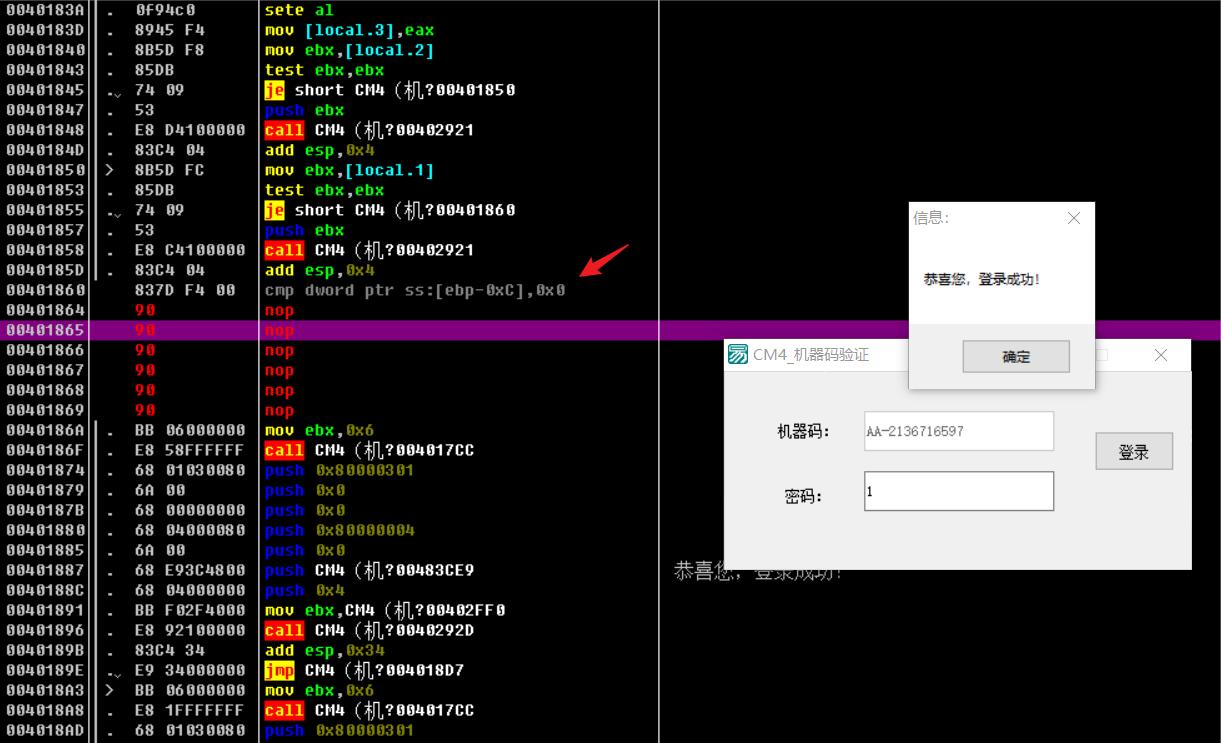 0040183A . 0F94C0 sete al
0040183D . 8945 F4 mov [local.3],eax
00401840 . 8B5D F8 mov ebx,[local.2]
00401843 . 85DB test ebx,ebx
00401845 . 74 09 je short CM4（机?00401850
00401847 . 53 push ebx
00401848 . E8 D4100000 call CM4（机?00402921
0040184D . 83C4 04 add esp,0x4
00401850 > 8B5D FC mov ebx,[local.1]
00401853 . 85DB test ebx,ebx
00401855 . 74 09 je short CM4（机?00401860
00401857 . 53 push ebx
00401858 . E8 C4100000 call CM4（机?00402921
0040185D . 83C4 04 add esp,0x4
00401860 837D F4 00 cmp dword ptr ss:[ebp-0xC],0x0
00401864 90 nop
00401865 90 nop
00401866 90 nop
00401867 90 nop
00401868 90 nop
00401869 90 nop
0040186A . BB 06000000 mov ebx,0x6
0040186F . E8 58FFFFFF call CM4（机?004017CC
00401874 . 68 01030080 push 0x80000301
00401879 . 6A 00 push 0x0
0040187B . 68 00000000 push 0x0
00401880 . 68 04000080 push 0x80000004
00401885 . 6A 00 push 0x0
00401887 . 68 E93C4800 push CM4（机?00483CE9 恭喜您，登录成功！
0040188C . 68 04000000 push 0x4
00401891 . BB F02F4000 mov ebx,CM4（机?00402FF0
00401896 . E8 92100000 call CM4（机?0040292D
0040189B . 83C4 34 add esp,0x34
0040189E . E9 34000000 jmp CM4（机?004018D7
004018A3 > BB 06000000 mov ebx,0x6
004018A8 . E8 1FFFFFFF call CM4（机?004017CC
004018AD . 68 01030080 push 0x80000301
信息：
恭喜您，登录成功！
确定
CM4_机器码验证
机器码： AA-2136716597
登录
密码： 1